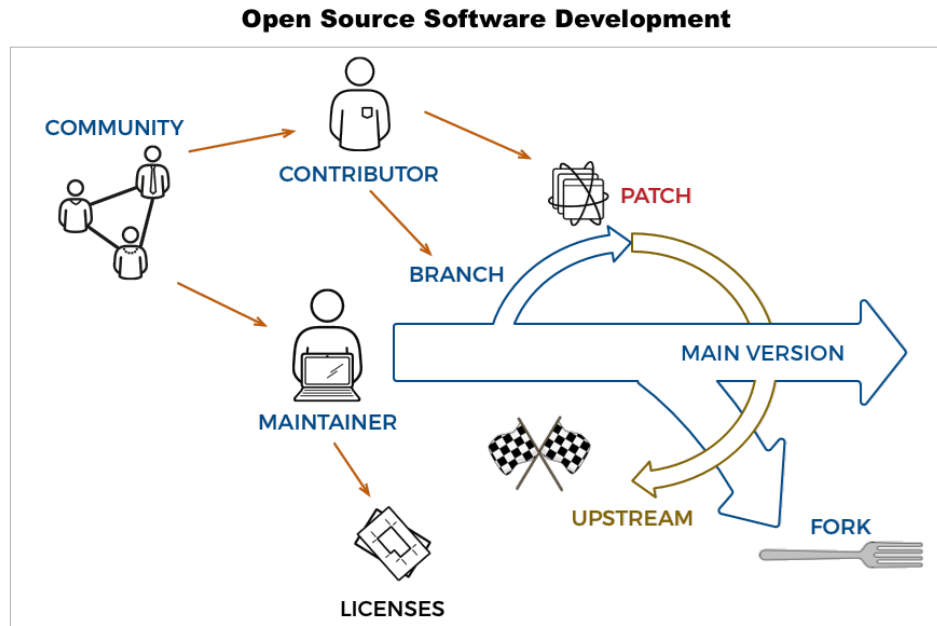 Open Source Software Development
COMMUNITY
CONTRIBUTOR
PATCH
BRANCH
MAIN VERSION
MAINTAINER
UPSTREAM
FORK
LICENSES